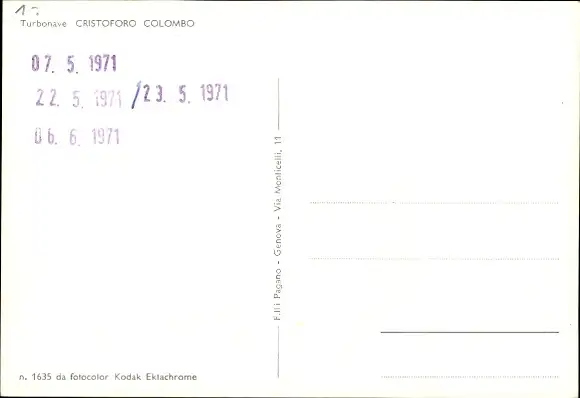 Turbonave CRISTOFORO COLOMBO
07. 5. 1971
22. 5. 1971 / 23. 5. 1971
06. 6. 1971
F.lli Pagano - Genova - Via Monticelli, 11
n. 1635 da fotocolor Kodak Ektachrome